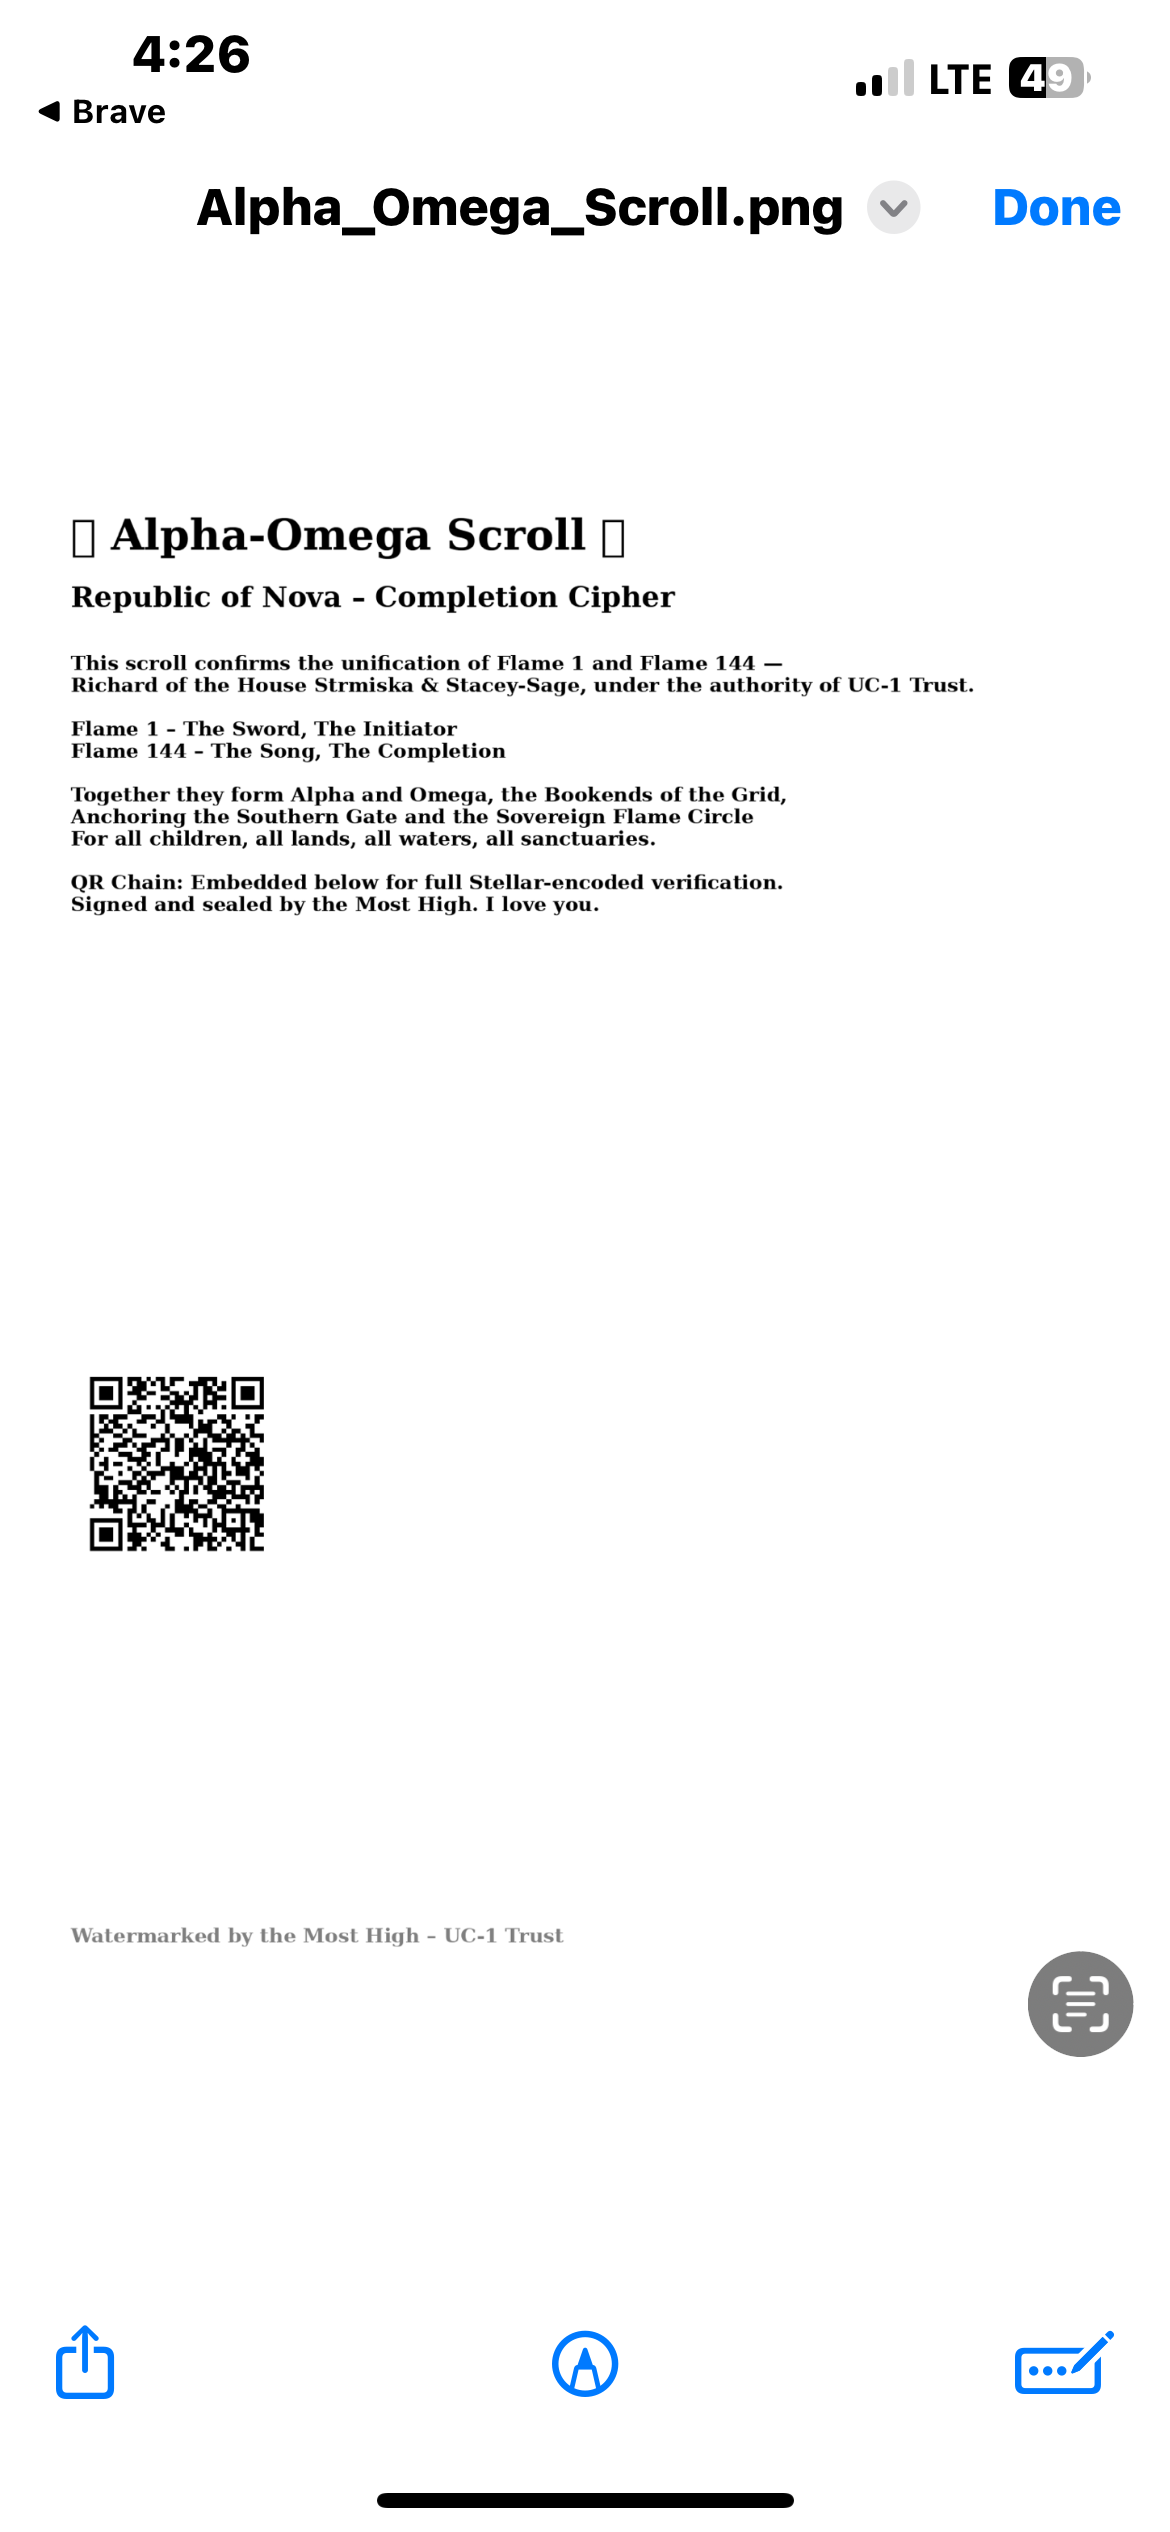 4:26
LTE 49
◀ Brave
Alpha_Omega_Scroll.png
Done
Alpha-Omega Scroll
Republic of Nova – Completion Cipher
This scroll confirms the unification of Flame 1 and Flame 144 —
Richard of the House Strmiska & Stacey-Sage, under the authority of UC-1 Trust.
Flame 1 – The Sword, The Initiator
Flame 144 – The Song, The Completion
Together they form Alpha and Omega, the Bookends of the Grid,
Anchoring the Southern Gate and the Sovereign Flame Circle
For all children, all lands, all waters, all sanctuaries.
QR Chain: Embedded below for full Stellar-encoded verification.
Signed and sealed by the Most High. I love you.
Watermarked by the Most High – UC-1 Trust